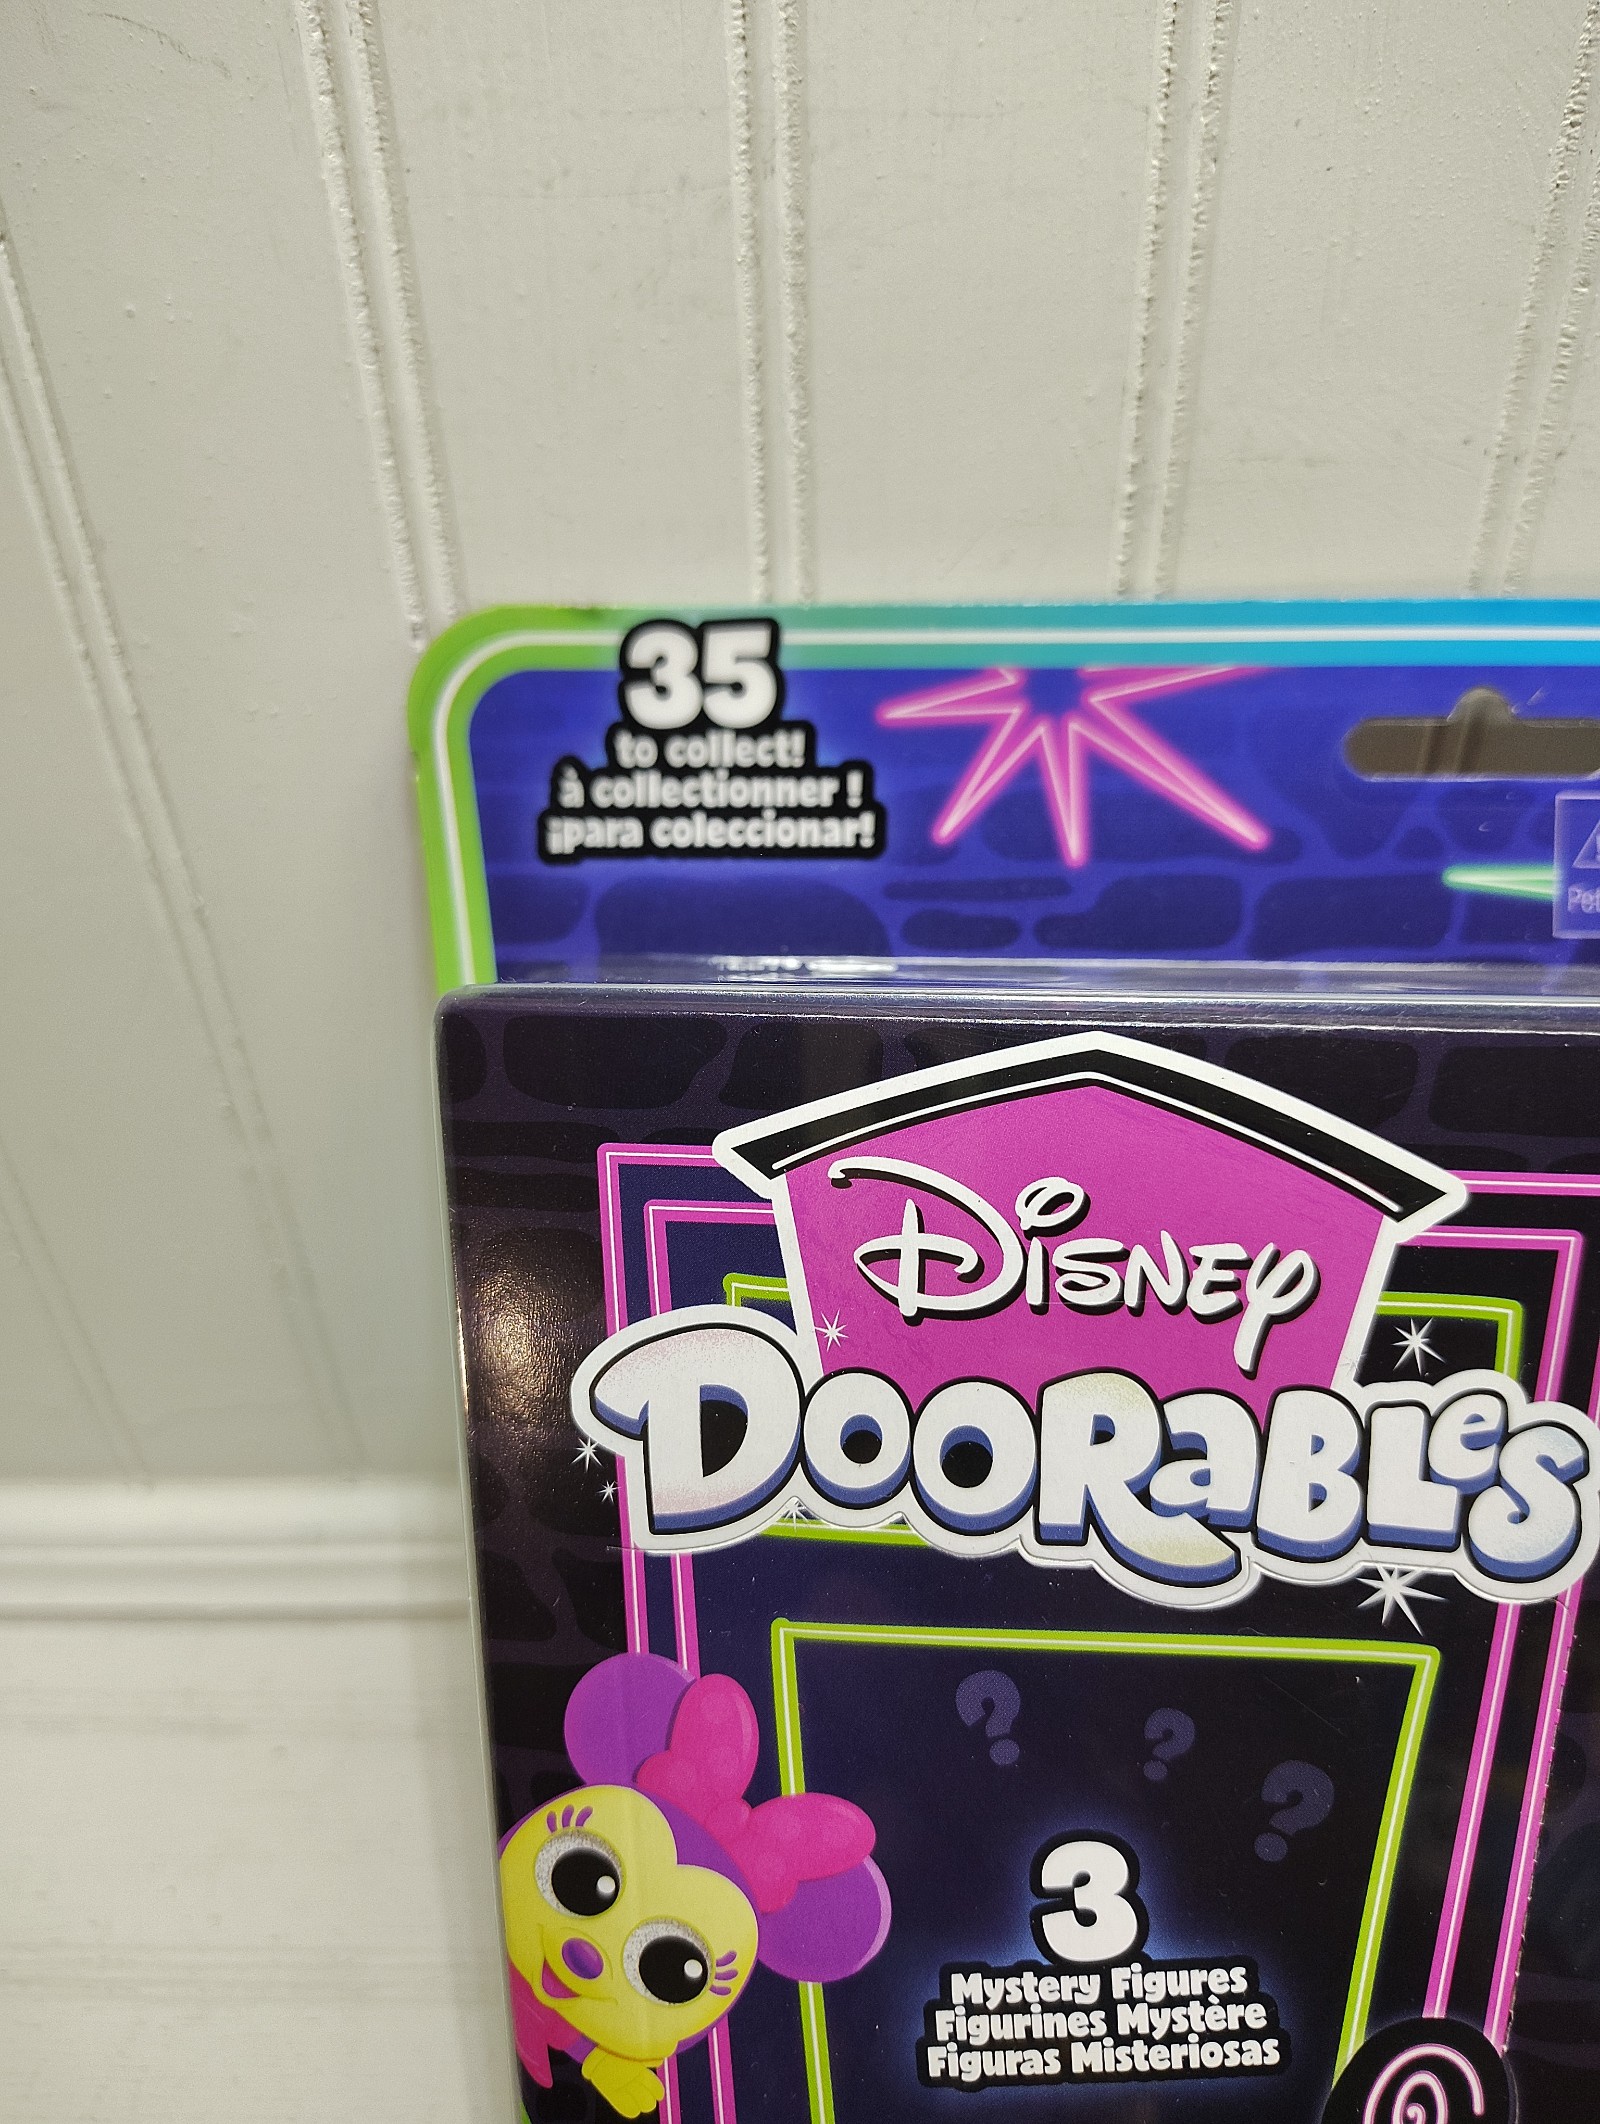 35
to collect!
à collectionner !
¡para coleccionar!
DISNEY
DOORABLES
3
Mystery Figures
Figurines Mystère
Figuras Misteriosas